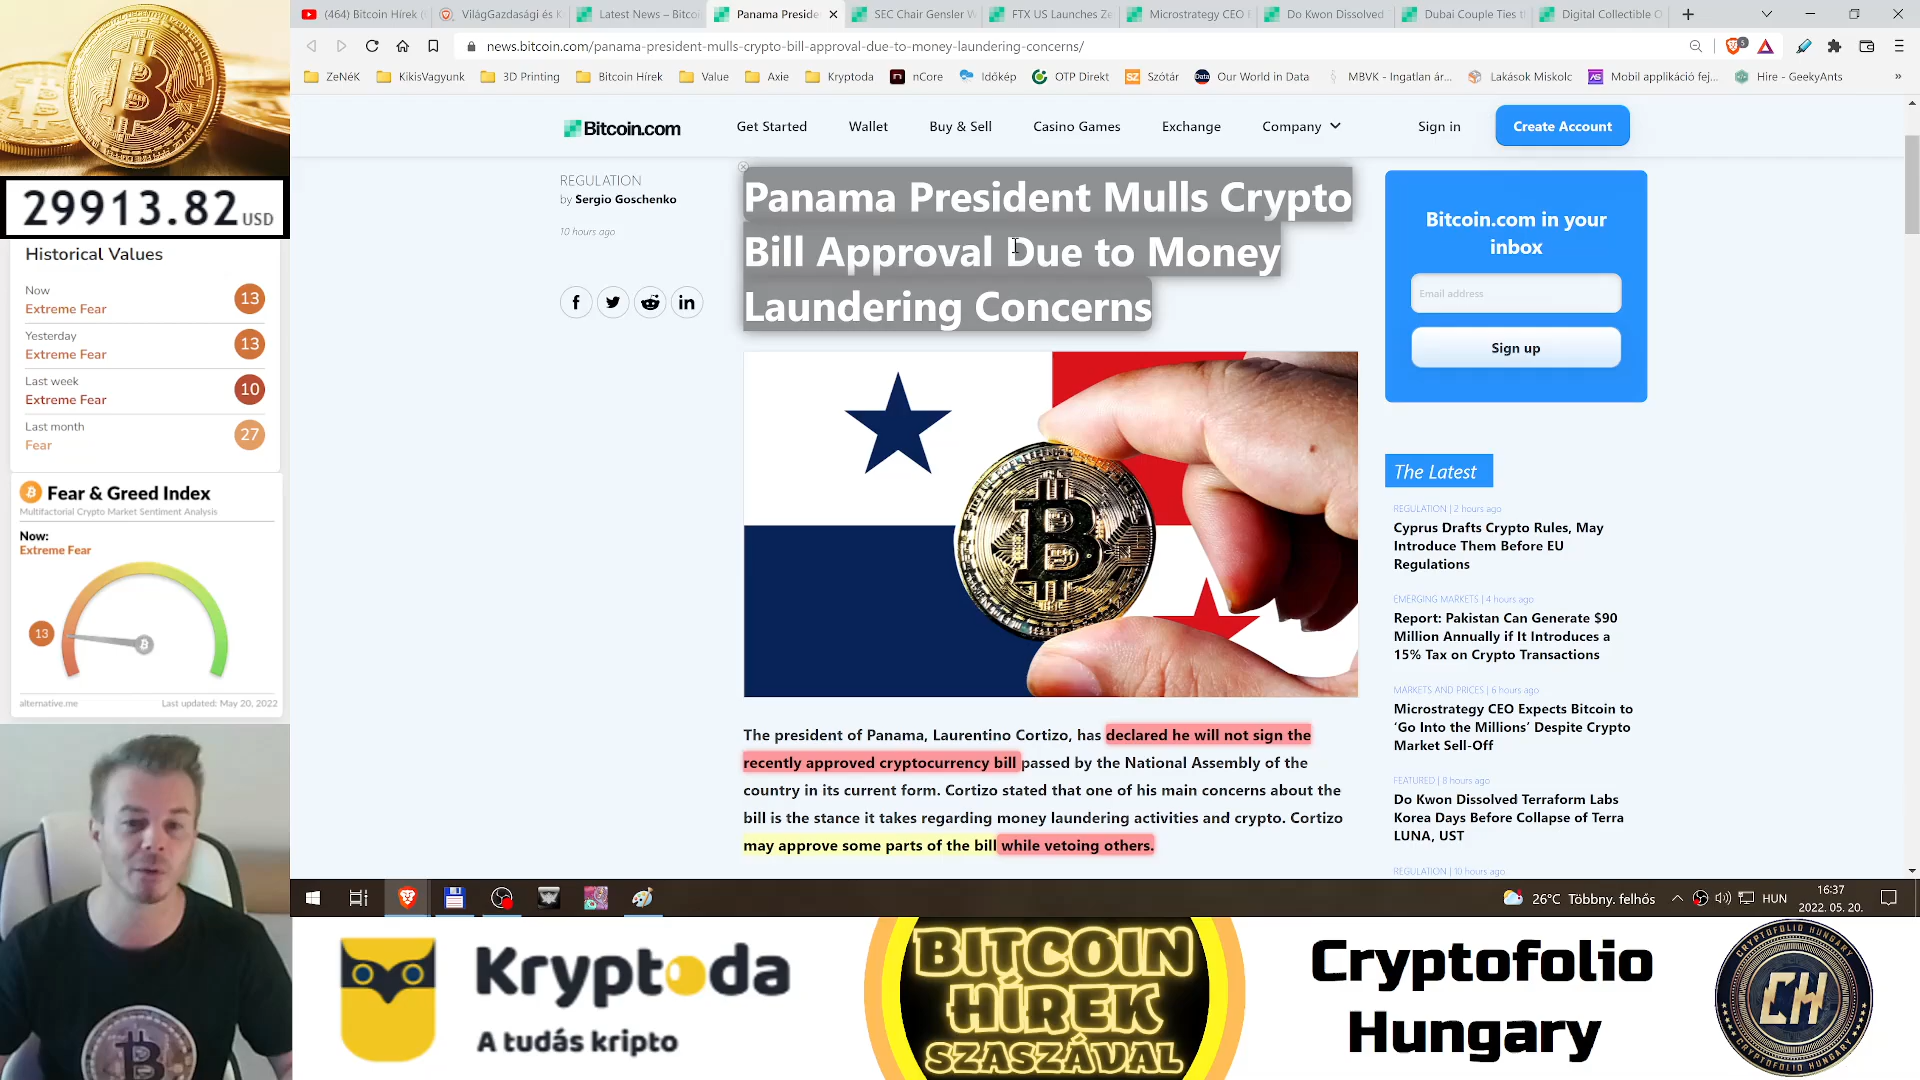 (464) Bitcoin Hírek (
VilágGazdasági és K
Latest News – Bitcoi
Panama Preside
SEC Chair Gensler W
FTX US Launches Ze
Microstrategy CEO E
Do Kwon Dissolved
Dubai Couple Ties t
Digital Collectible O
news.bitcoin.com/panama-president-mulls-crypto-bill-approval-due-to-money-laundering-concerns/
ZeNéK
KikisVagyunk
3D Printing
Bitcoin Hírek
Value
Axie
Kryptoda
nCore
Időkép
OTP Direkt
Szótár
Our World in Data
MBVK - Ingatlan ár...
Lakások Miskolc
Mobil applikáció fej...
Hire - GeekyAnts
Bitcoin.com
Get Started
Wallet
Buy & Sell
Casino Games
Exchange
Company
Sign in
Create Account
29913.82 USD
Historical Values
Now
Extreme Fear
13
Yesterday
Extreme Fear
13
Last week
Extreme Fear
10
Last month
Fear
27
Fear & Greed Index
Multifactorial Crypto Market Sentiment Analysis
Now:
Extreme Fear
13
alternative.me
Last updated: May 20, 2022
REGULATION
by Sergio Goschenko
10 hours ago
Panama President Mulls Crypto
Bill Approval Due to Money
Laundering Concerns
The president of Panama, Laurentino Cortizo, has declared he will not sign the
recently approved cryptocurrency bill passed by the National Assembly of the
country in its current form. Cortizo stated that one of his main concerns about the
bill is the stance it takes regarding money laundering activities and crypto. Cortizo
may approve some parts of the bill while vetoing others.
Bitcoin.com in your
inbox
Email address
Sign up
The Latest
REGULATION | 2 hours ago
Cyprus Drafts Crypto Rules, May
Introduce Them Before EU
Regulations
EMERGING MARKETS | 4 hours ago
Report: Pakistan Can Generate $90
Million Annually if It Introduces a
15% Tax on Crypto Transactions
MARKETS AND PRICES | 6 hours ago
Microstrategy CEO Expects Bitcoin to
‘Go Into the Millions’ Despite Crypto
Market Sell-Off
FEATURED | 8 hours ago
Do Kwon Dissolved Terraform Labs
Korea Days Before Collapse of Terra
LUNA, UST
REGULATION | 10 hours ago
26°C Többny. felhős
HUN
16:37
2022. 05. 20.
Kryptoda
A tudás kripto
BITCOIN
HÍREK
SZASZÁVAL
Cryptofolio
Hungary
CRYPTOFOLIO HUNGARY
CH
CRYPTOFOLIO HUNGARY